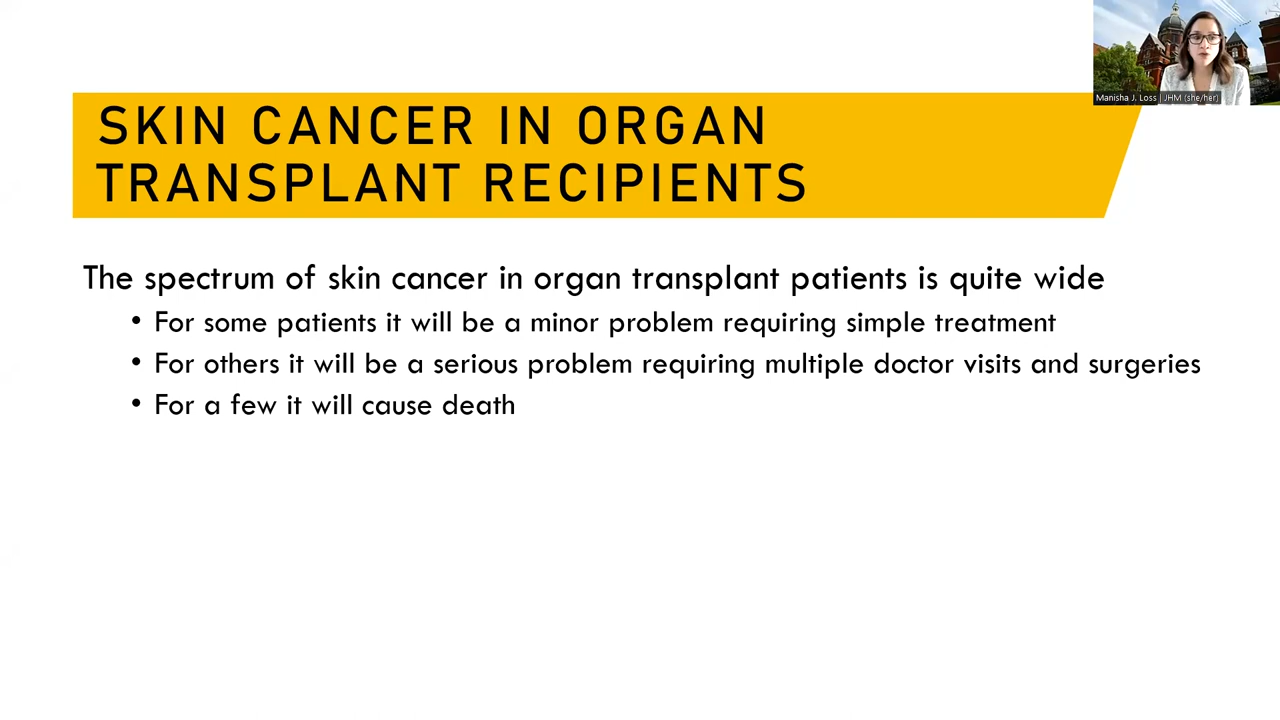 Manisha J. Loss | JHM (she/her)
SKIN CANCER IN ORGAN
TRANSPLANT RECIPIENTS
The spectrum of skin cancer in organ transplant patients is quite wide
• For some patients it will be a minor problem requiring simple treatment
• For others it will be a serious problem requiring multiple doctor visits and surgeries
• For a few it will cause death